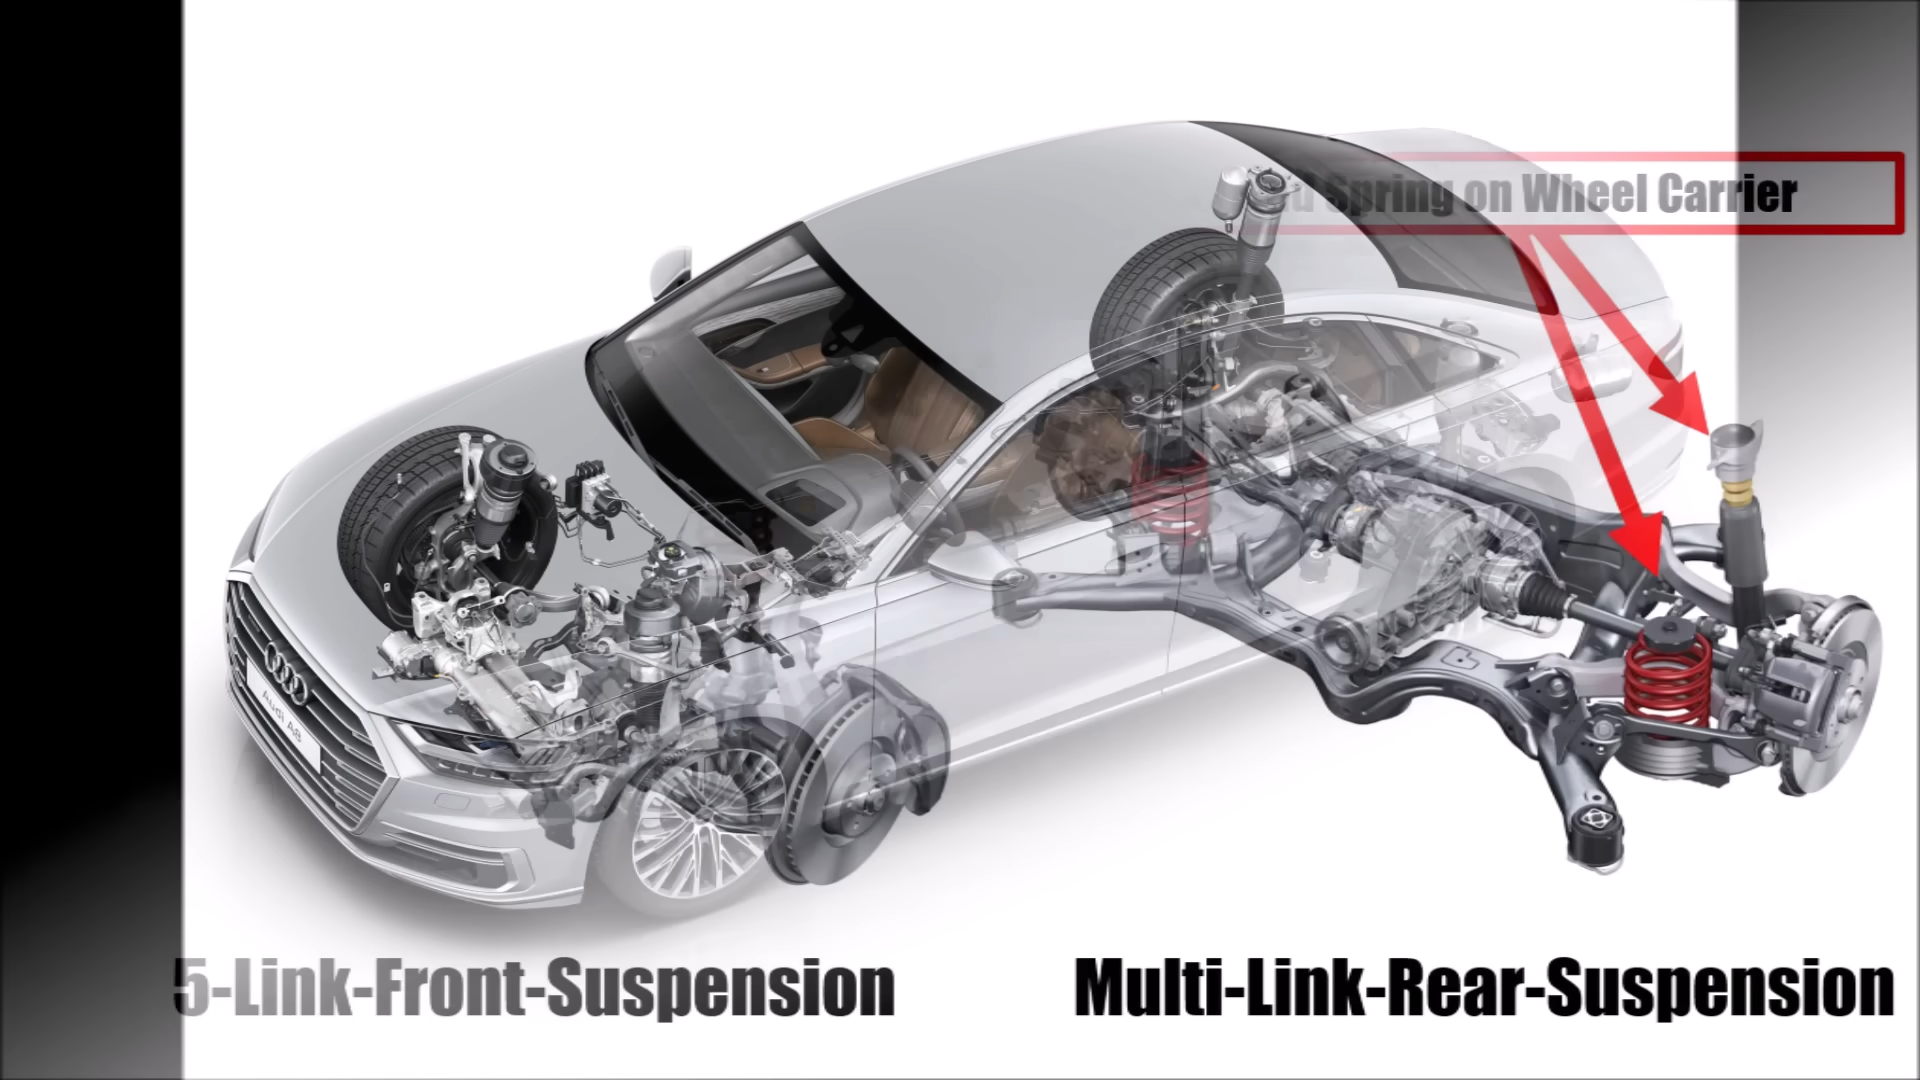 Spring on Wheel Carrier
Audi A8
5-Link-Front-Suspension
Multi-Link-Rear-Suspension